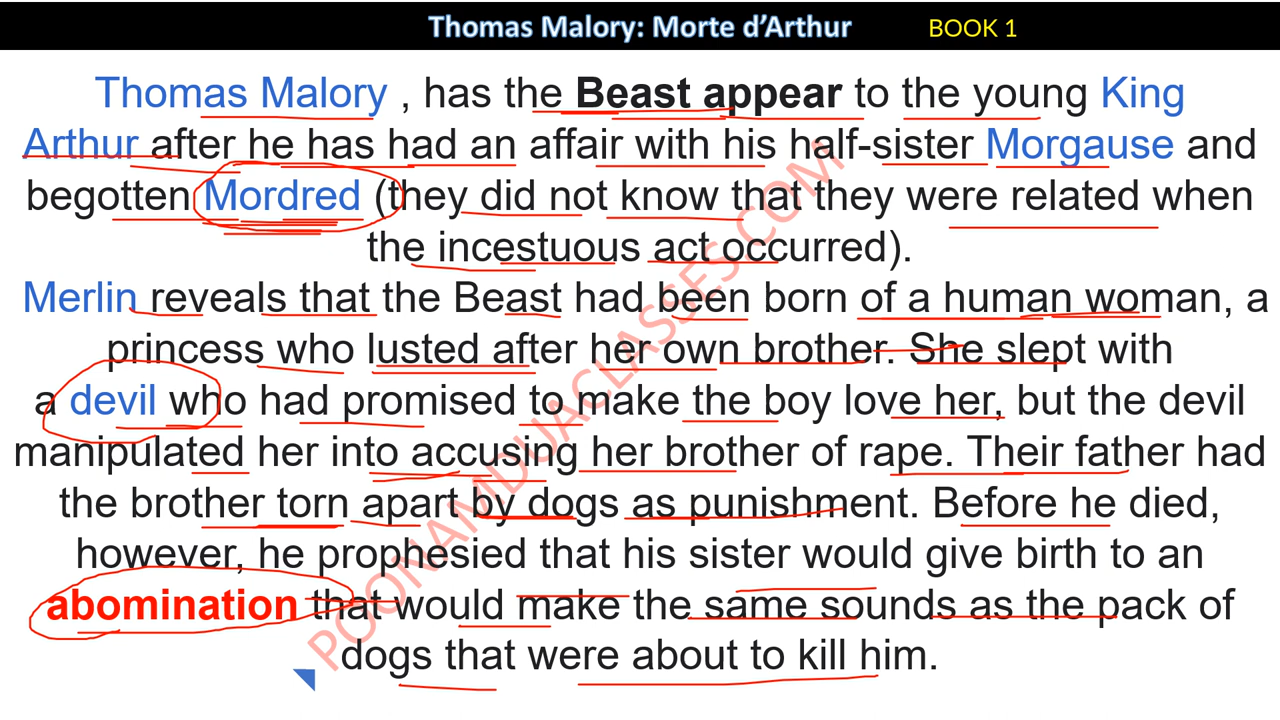 Thomas Malory: Morte d’Arthur BOOK 1
Thomas Malory , has the Beast appear to the young King
Arthur after he has had an affair with his half-sister Morgause and
begotten Mordred (they did not know that they were related when
the incestuous act occurred).
Merlin reveals that the Beast had been born of a human woman, a
princess who lusted after her own brother. She slept with
a devil who had promised to make the boy love her, but the devil
manipulated her into accusing her brother of rape. Their father had
the brother torn apart by dogs as punishment. Before he died,
however, he prophesied that his sister would give birth to an
abomination that would make the same sounds as the pack of
dogs that were about to kill him.
POONAMDUACLASSES.COM